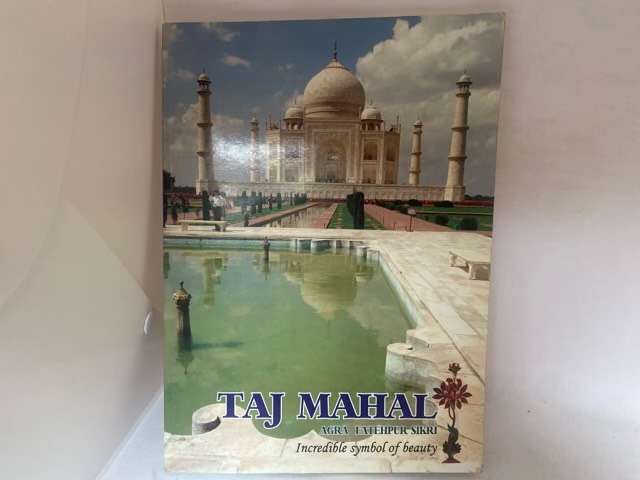 TAJ MAHAL
AGRA FATEHPUR SIKRI
Incredible symbol of beauty